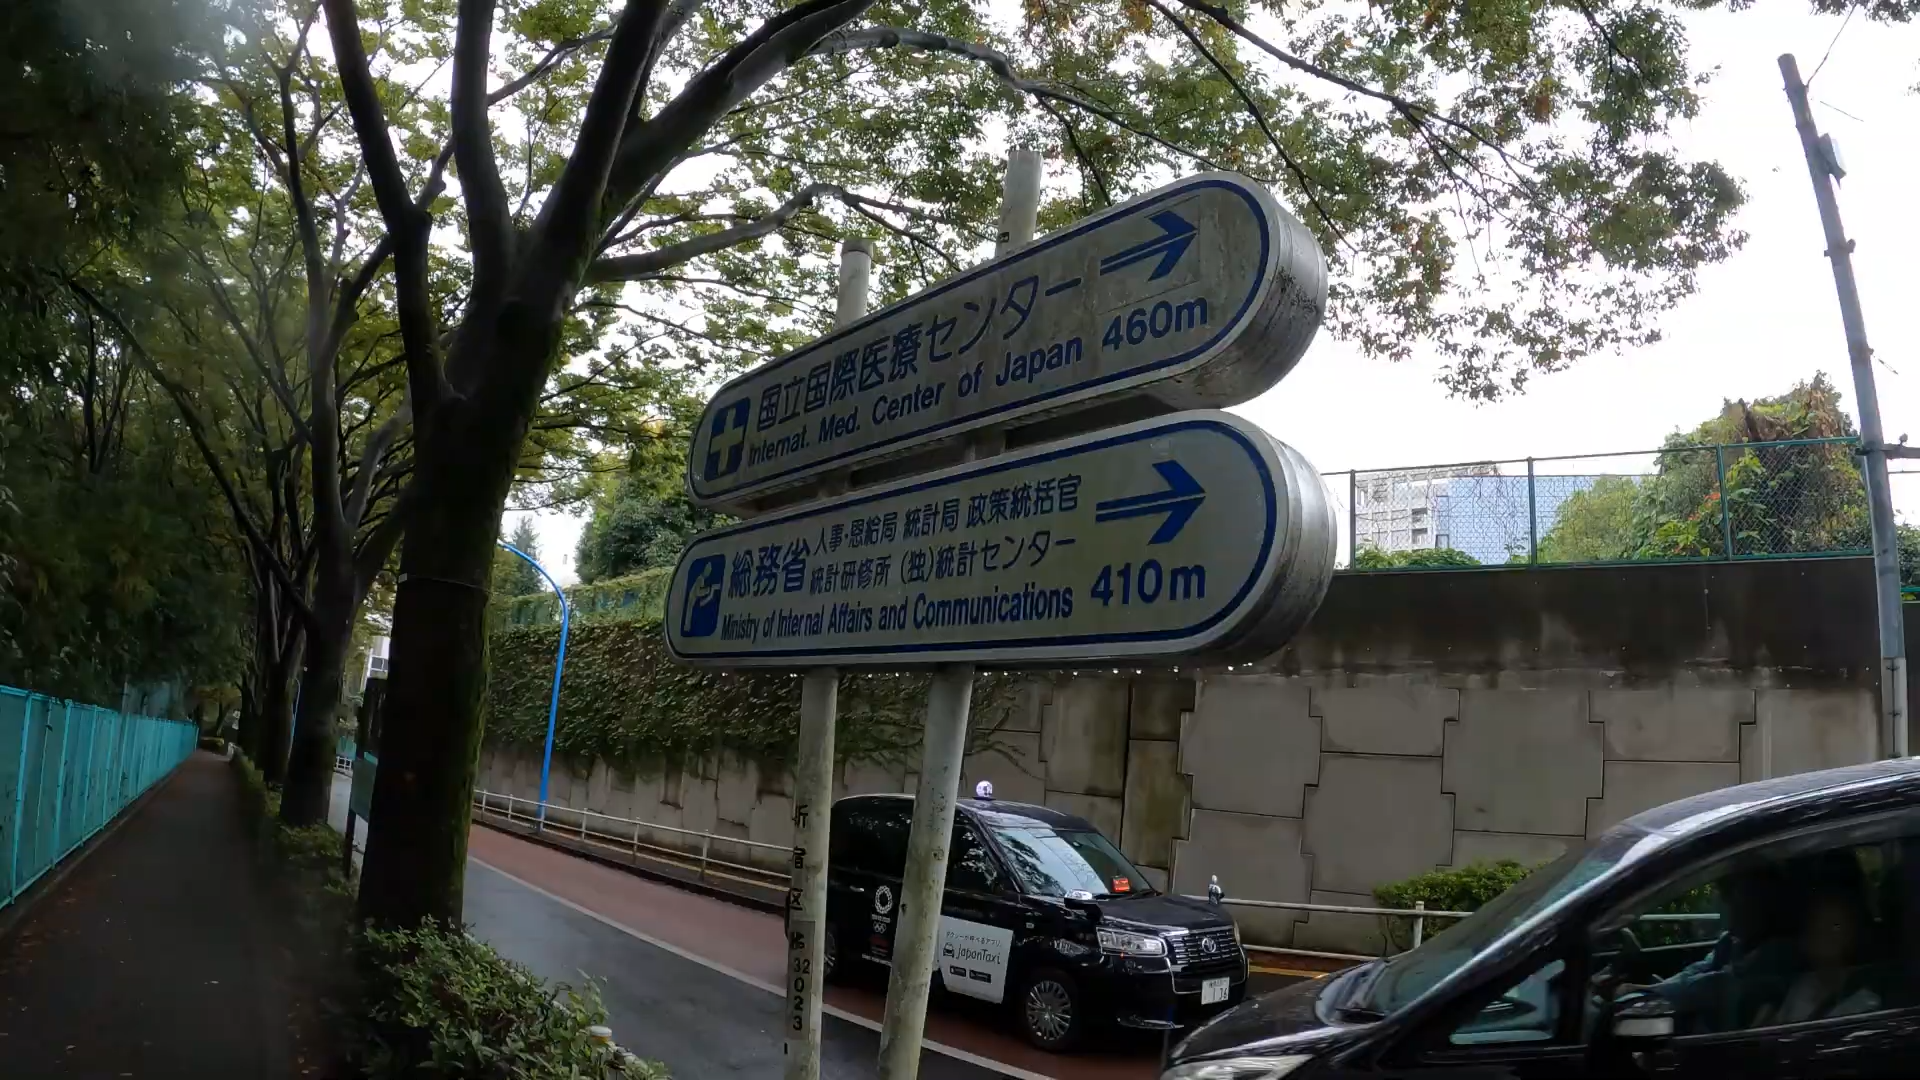 国立国際医療センター
Internat. Med. Center of Japan 460m
総務省 人事・恩給局 統計局 政策統括官
統計研修所 (独)統計センター
Ministry of Internal Affairs and Communications 410m
新宿区
323023
JapanTaxi